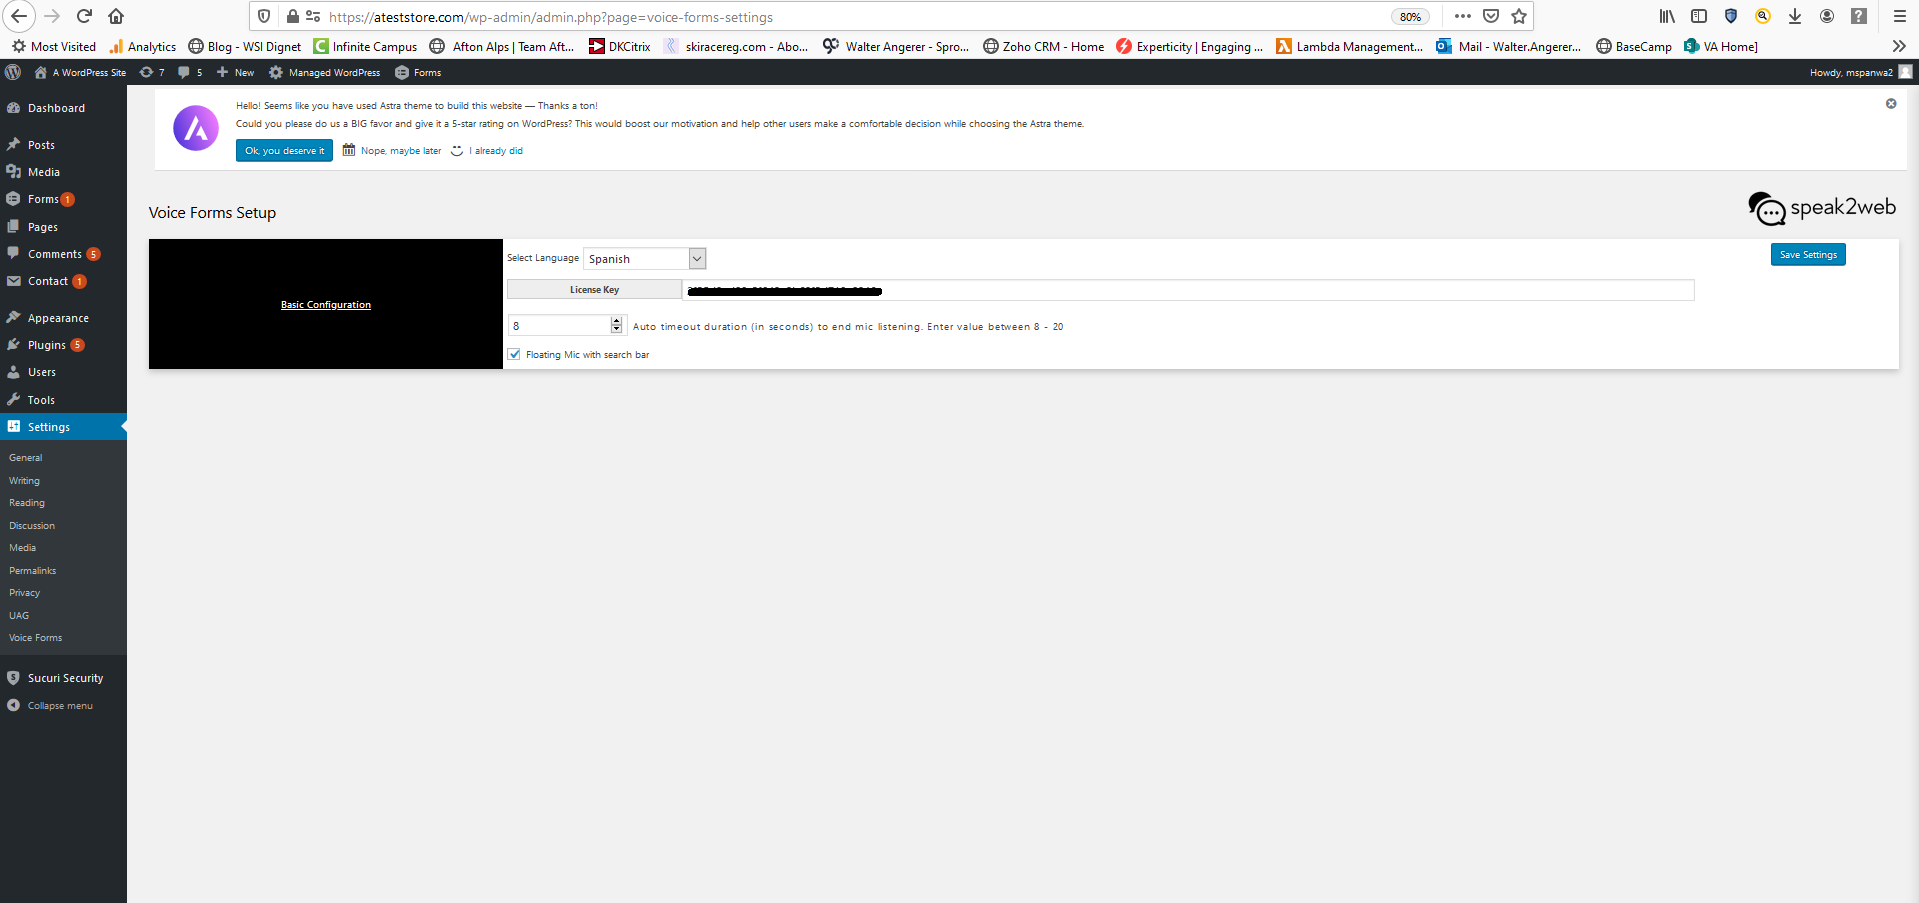 https://ateststore.com/wp-admin/admin.php?page=voice-forms-settings 80%
Most Visited Analytics Blog - WSI Dignet Infinite Campus Afton Alps | Team Aft... DKCitrix skiracereg.com - Abo... Walter Angerer - Spro... Zoho CRM - Home Experticity | Engaging ... Lambda Management... Mail - Walter.Angerer... BaseCamp VA Home]
A WordPress Site 7 5 New Managed WordPress Forms Howdy, mspanwa2
Dashboard
Posts
Media
Forms 1
Pages
Comments 5
Contact 1
Appearance
Plugins 5
Users
Tools
Settings
General
Writing
Reading
Discussion
Media
Permalinks
Privacy
UAG
Voice Forms
Sucuri Security
Collapse menu
Hello! Seems like you have used Astra theme to build this website — Thanks a ton!
Could you please do us a BIG favor and give it a 5-star rating on WordPress? This would boost our motivation and help other users make a comfortable decision while choosing the Astra theme.
Ok, you deserve it Nope, maybe later I already did
Voice Forms Setup
speak2web
Basic Configuration
Select Language Spanish
Save Settings
License Key
8 Auto timeout duration (in seconds) to end mic listening. Enter value between 8 - 20
Floating Mic with search bar